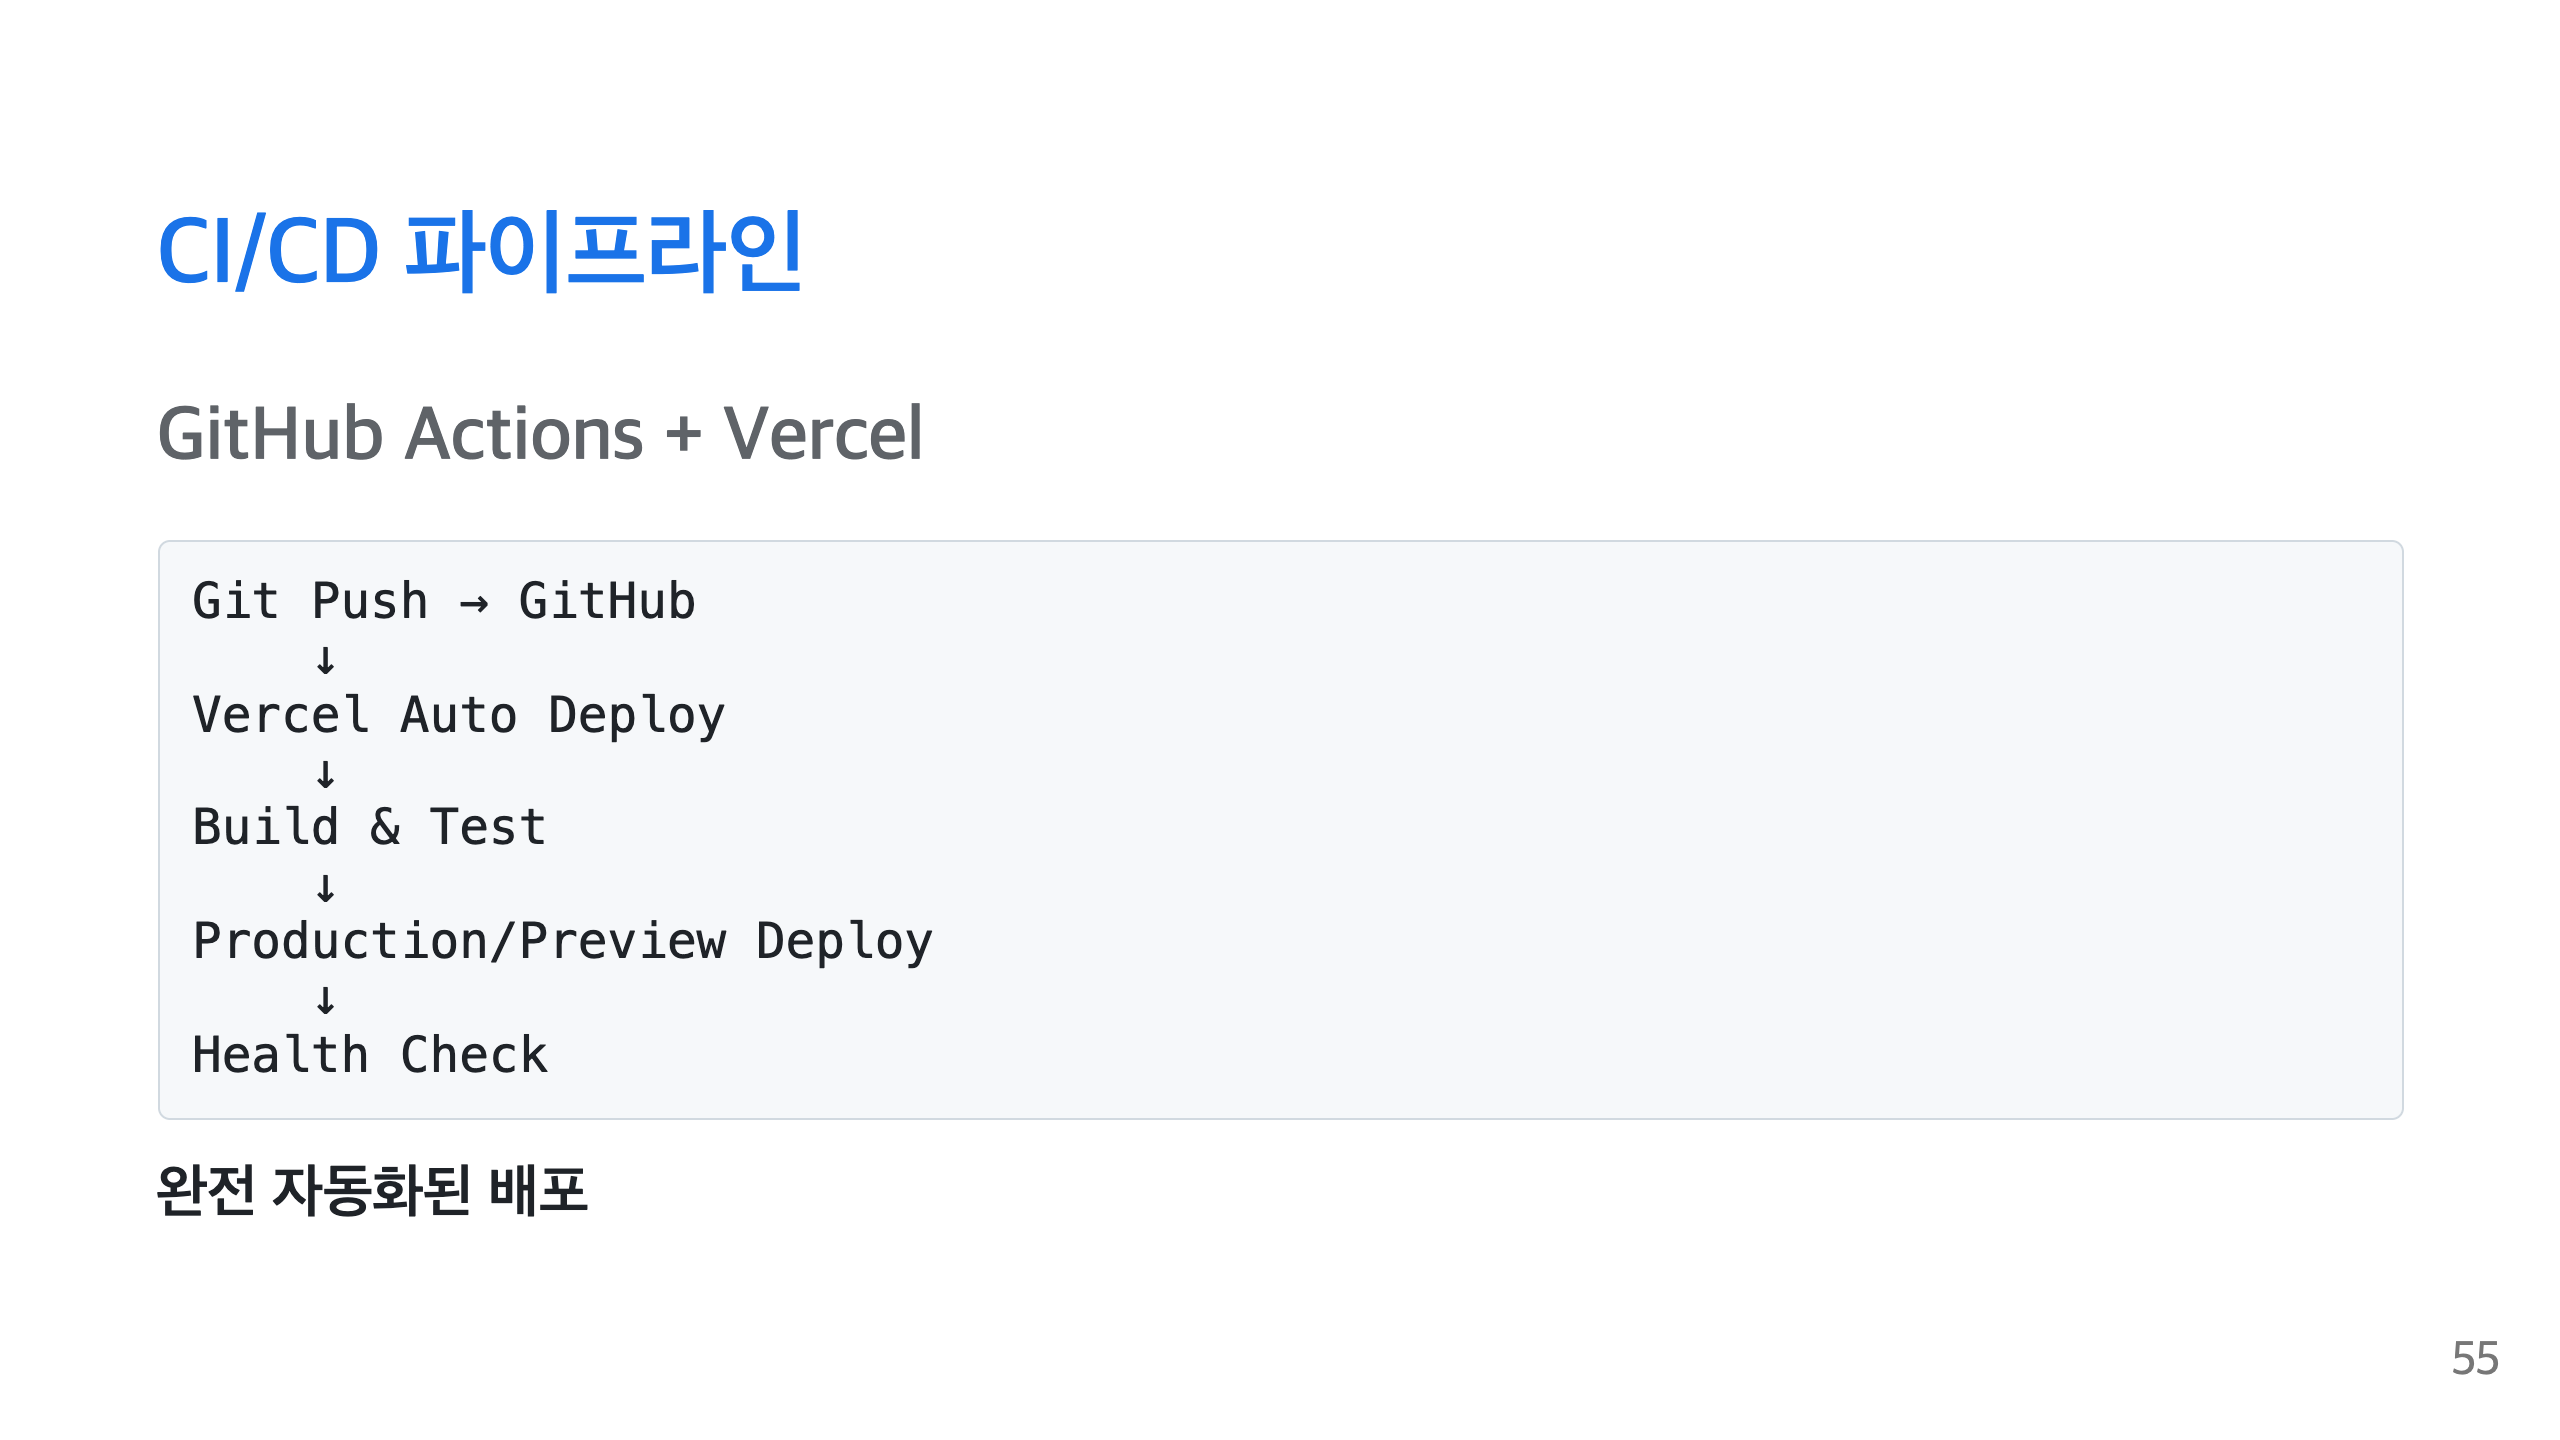 CI/CD 파이프라인
GitHub Actions + Vercel
Git Push → GitHub
↓
Vercel Auto Deploy
↓
Build & Test
↓
Production/Preview Deploy
↓
Health Check
완전 자동화된 배포
55